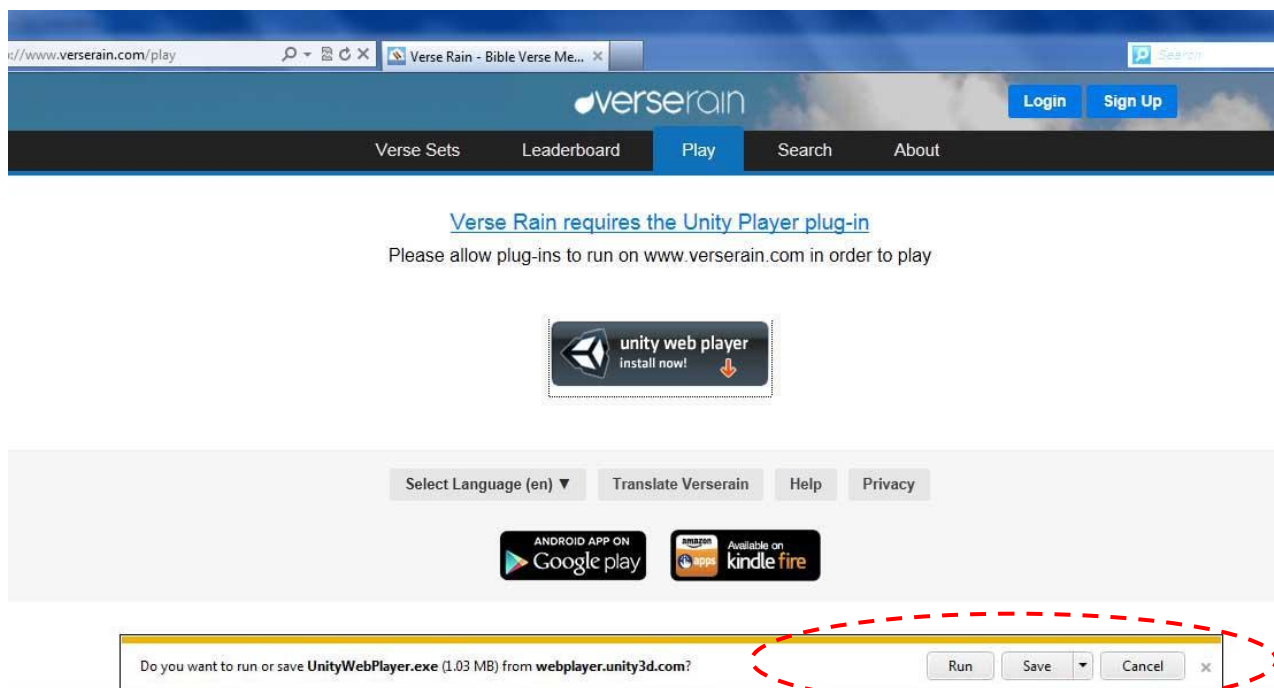 ://www.verserain.com/play
Verse Rain - Bible Verse Me...
Search
verserain
Login
Sign Up
Verse Sets
Leaderboard
Play
Search
About
Verse Rain requires the Unity Player plug-in
Please allow plug-ins to run on www.verserain.com in order to play
unity web player
install now!
Select Language (en) ▼
Translate Verserain
Help
Privacy
ANDROID APP ON
Google play
amazon
apps
Available on
kindle fire
Do you want to run or save UnityWebPlayer.exe (1.03 MB) from webplayer.unity3d.com?
Run
Save
Cancel